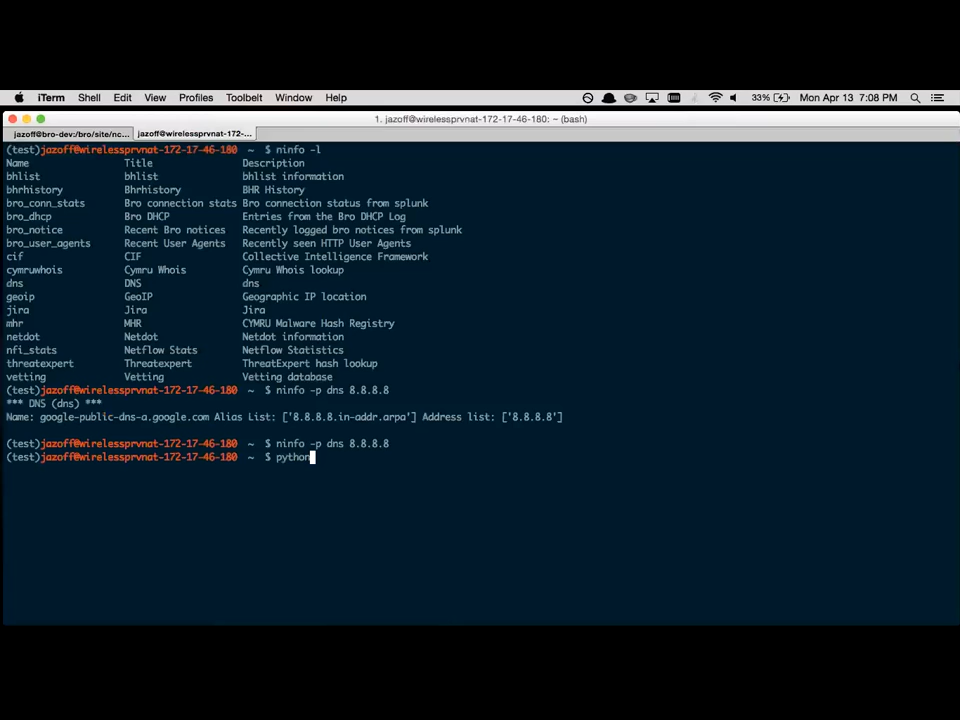 iTerm Shell Edit View Profiles Toolbelt Window Help 33% Mon Apr 13 7:08 PM
1. jazoff@wirelessprvnat-172-17-46-180: ~ (bash)
jazoff@bro-dev:/bro/site/nc... jazoff@wirelessprvnat-172-...
(test)jazoff@wirelessprvnat-172-17-46-180 ~ $ ninfo -l
Name Title Description
bhlist bhlist bhlist information
bhrhistory Bhrhistory BHR History
bro_conn_stats Bro connection stats Bro connection status from splunk
bro_dhcp Bro DHCP Entries from the Bro DHCP Log
bro_notice Recent Bro notices Recently logged bro notices from splunk
bro_user_agents Recent User Agents Recently seen HTTP User Agents
cif CIF Collective Intelligence Framework
cymruwhois Cymru Whois Cymru Whois lookup
dns DNS dns
geoip GeoIP Geographic IP location
jira Jira Jira
mhr MHR CYMRU Malware Hash Registry
netdot Netdot Netdot information
nfi_stats Netflow Stats Netflow Statistics
threatexpert Threatexpert ThreatExpert hash lookup
vetting Vetting Vetting database
(test)jazoff@wirelessprvnat-172-17-46-180 ~ $ ninfo -p dns 8.8.8.8
*** DNS (dns) ***
Name: google-public-dns-a.google.com Alias List: ['8.8.8.8.in-addr.arpa'] Address list: ['8.8.8.8']
(test)jazoff@wirelessprvnat-172-17-46-180 ~ $ ninfo -p dns 8.8.8.8
(test)jazoff@wirelessprvnat-172-17-46-180 ~ $ python